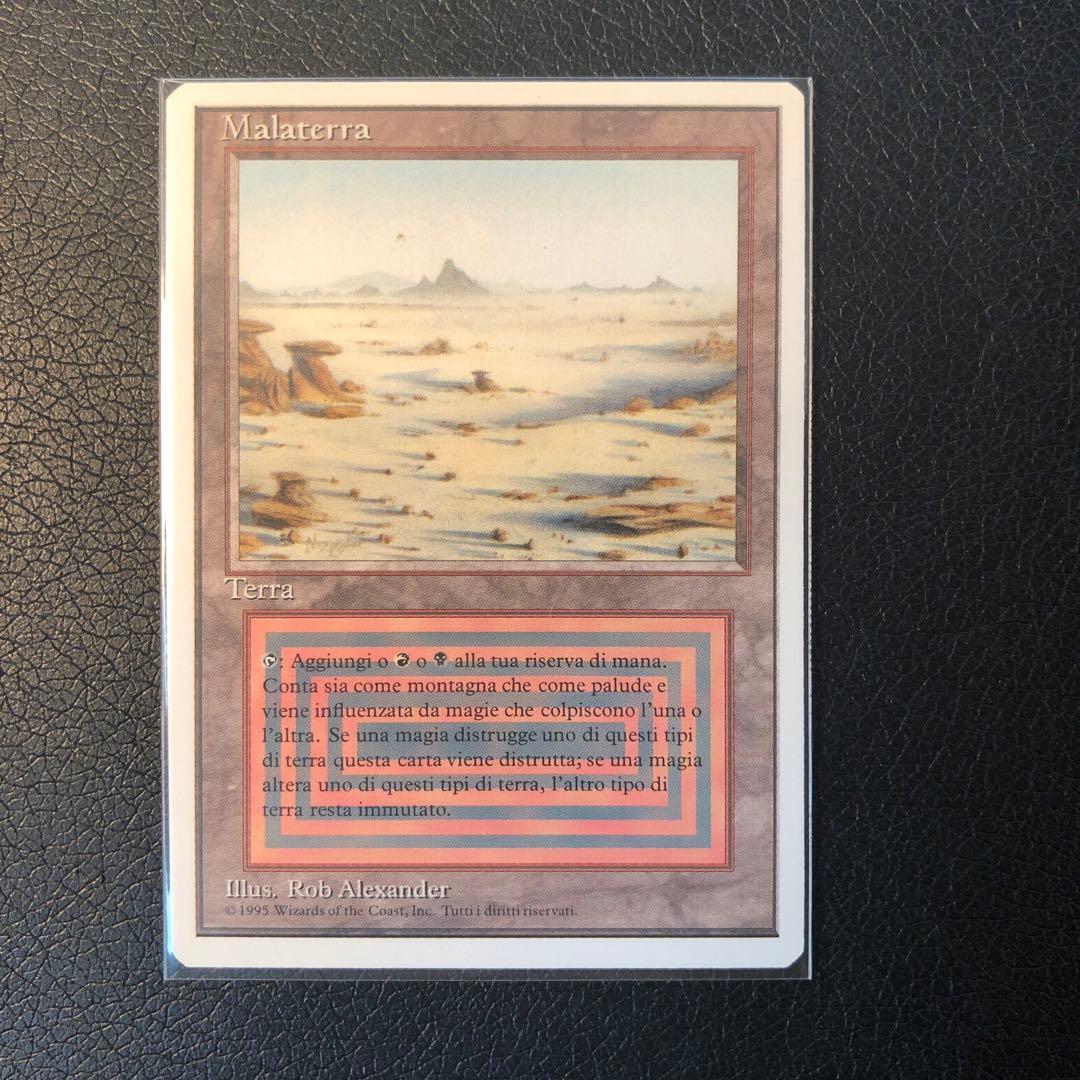 Malaterra
Terra
: Aggiungi o o alla tua riserva di mana.
Conta sia come montagna che come palude e
viene influenzata da magie che colpiscono l'una o
l'altra. Se una magia distrugge uno di questi tipi
di terra questa carta viene distrutta; se una magia
altera uno di questi tipi di terra, l'altro tipo di
terra resta immutato.
Illus. Rob Alexander
© 1995 Wizards of the Coast, Inc. Tutti i diritti riservati.